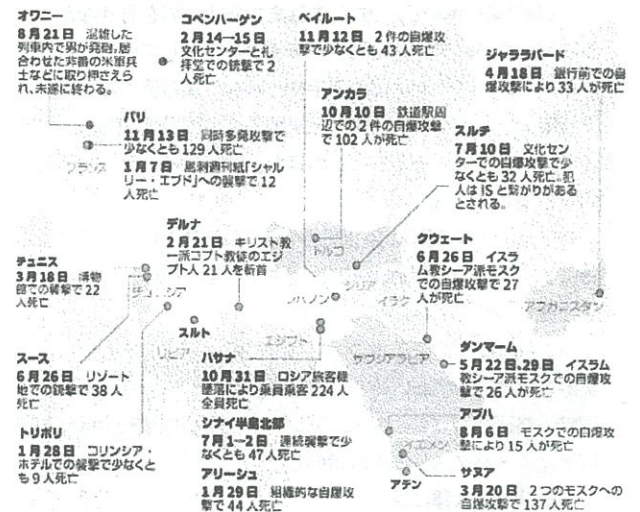 オワニー
8月21日 混雑した
列車内で男が発砲。居
合わせた非番の米軍兵
士などに取り押さえら
れ、未遂に終わる。
コペンハーゲン
2月14-15日
文化センターと礼
拝堂での銃撃で2
人死亡
ベイルート
11月12日 2件の自爆攻
撃で少なくとも43人死亡
ジャララバード
4月18日 銀行前での自
爆攻撃により33人が死亡
アンカラ
10月10日 鉄道駅周
辺での2件の自爆攻撃
で102人が死亡
パリ
11月13日 同時多発攻撃で
少なくとも129人死亡
1月7日 風刺週刊紙「シャル
リー・エブド」への襲撃で12
人死亡
フランス
スルチ
7月10日 文化セン
ターでの自爆攻撃で少
なくとも32人死亡。犯
人はISと繋がりがある
とされる。
デルナ
2月21日 キリスト教
一派コプト教徒のエジ
プト人21人を斬首
トルコ
シリア
クウェート
6月26日 イスラ
ム教シーア派モスク
での自爆攻撃で27
人が死亡
チュニス
3月18日 博物
館での襲撃で22
人死亡
チュニジア
レバノン
イラク
アフガニスタン
スルト
リビア
エジプト
サウジアラビア
スース
6月26日 リゾート
地での銃撃で38人
死亡
ハサナ
10月31日 ロシア旅客機
墜落により乗員乗客224人
全員死亡
ダンマーム
5月22日、29日 イスラム
教シーア派モスクでの自爆攻
撃で26人が死亡
トリポリ
1月28日 コリンシア・
ホテルでの襲撃で少なくと
も9人死亡
シナイ半島北部
7月1-2日 連続襲撃で少
なくとも47人死亡
アブハ
8月6日 モスクでの自爆攻
撃により15人が死亡
イエメン
アリーシュ
1月29日 組織的な自爆攻
撃で44人死亡
アデン
サヌア
3月20日 2つのモスクへの
自爆攻撃で137人死亡